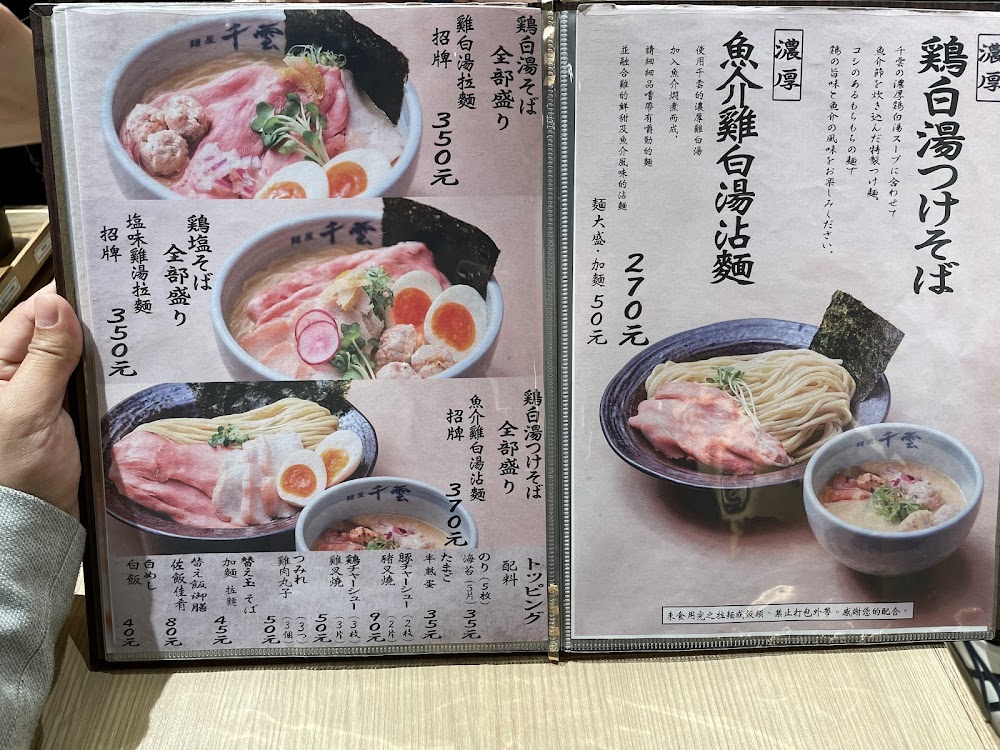 鶏白湯そば
全部盛り
雞白湯拉麵
招牌
350元
麺屋 千雲
鶏塩そば
全部盛り
塩味雞湯拉麵
招牌
350元
麺屋 千雲
鶏白湯つけそば
全部盛り
魚介雞白湯沾麵
招牌
370元
麺屋 千雲
トッピング
配料
のり(5枚)
海苔(5片)
35元
たまご
半熟蛋
35元
豚チャーシュー(2枚)
豬叉燒(2片)
90元
鶏チャーシュー(3枚)
雞叉燒(3片)
50元
つみれ(3つ)
雞肉丸子(3個)
50元
替え玉 そば
加麵 拉麵
45元
替え飯御膳
佐飯佳肴
80元
白めし
白飯
40元
濃厚
鶏白湯つけそば
千雲の濃厚鶏白湯スープに合わせて
魚介節を炊き込んだ特製つけ麺。
コシのあるもちもちの麺で
鶏の旨味と魚介の風味をお楽しみください。
濃厚
魚介雞白湯沾麵
使用千雲的濃厚雞白湯
加入魚介燜煮而成，
請細細品嚐帶有嚼勁的麵
並融合雞的鮮甜及魚介風味的沾麵
270元
麵大盛・加麵 50元
麺屋 千雲
未食用完之拉麵或飯類、禁止打包外帶。感謝您的配合。